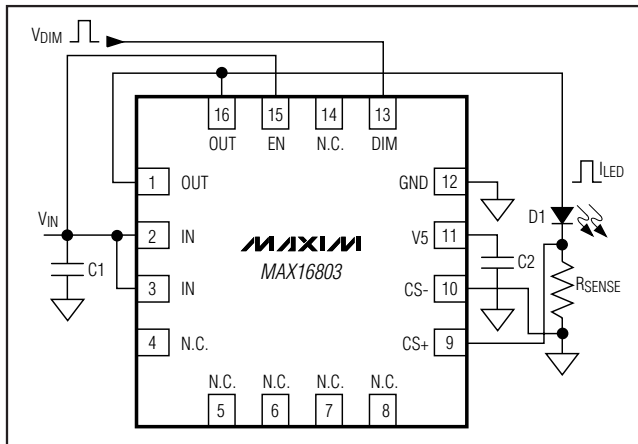 VDIM
16 15 14 13
OUT EN N.C. DIM
1 OUT
GND 12
ILED
VIN
2 IN
MAXIM
V5 11
D1
C1
MAX16803
C2
3 IN
CS- 10
RSENSE
4 N.C.
CS+ 9
N.C. N.C. N.C. N.C.
5 6 7 8